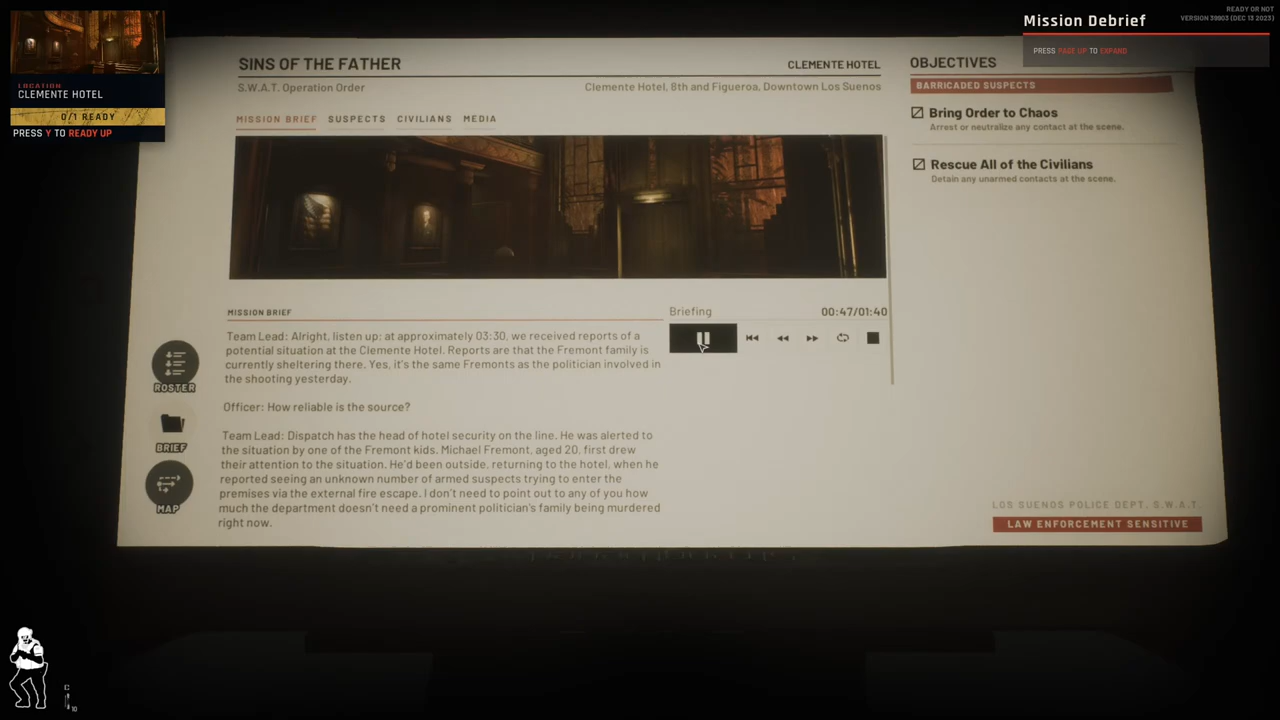 READY OR NOT
VERSION 39903 (DEC 13 2023)
Mission Debrief
PRESS PAGE UP TO EXPAND
LOCATION
CLEMENTE HOTEL
0/1 READY
PRESS Y TO READY UP
SINS OF THE FATHER
CLEMENTE HOTEL
S.W.A.T. Operation Order
Clemente Hotel, 8th and Figueroa, Downtown Los Suenos
MISSION BRIEF
SUSPECTS
CIVILIANS
MEDIA
MISSION BRIEF
Team Lead: Alright, listen up: at approximately 03:30, we received reports of a
potential situation at the Clemente Hotel. Reports are that the Fremont family is
currently sheltering there. Yes, it's the same Fremonts as the politician involved in
the shooting yesterday.
Officer: How reliable is the source?
Team Lead: Dispatch has the head of hotel security on the line. He was alerted to
the situation by one of the Fremont kids. Michael Fremont, aged 20, first drew
their attention to the situation. He'd been outside, returning to the hotel, when he
reported seeing an unknown number of armed suspects trying to enter the
premises via the external fire escape. I don't need to point out to any of you how
much the department doesn't need a prominent politician's family being murdered
right now.
Briefing
00:47/01:40
ROSTER
BRIEF
MAP
OBJECTIVES
BARRICADED SUSPECTS
Bring Order to Chaos
Arrest or neutralize any contact at the scene.
Rescue All of the Civilians
Detain any unarmed contacts at the scene.
LOS SUENOS POLICE DEPT. S.W.A.T.
LAW ENFORCEMENT SENSITIVE
10